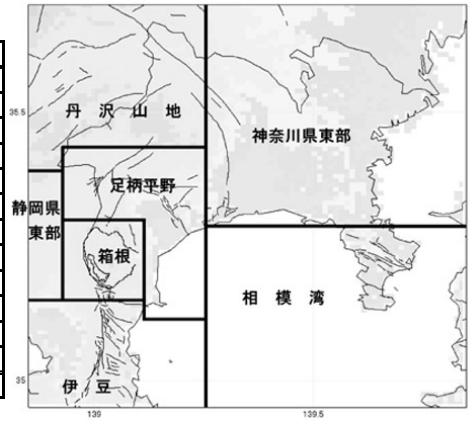 35.5
丹 沢 山 地
神奈川県東部
足柄平野
静岡県
東部
箱根
相 模 湾
35
伊 豆
139
139.5